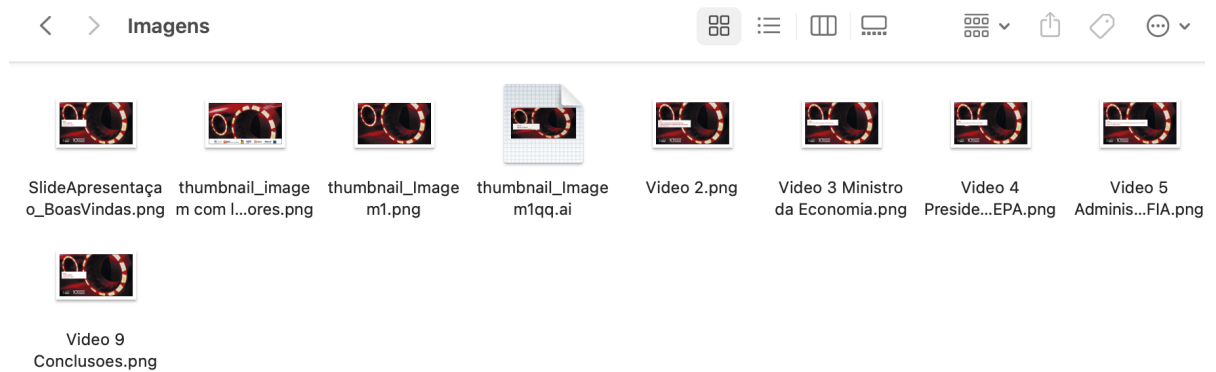 Imagens
SlideApresentaça
o_BoasVindas.png
thumbnail_image
m com l...ores.png
thumbnail_Image
m1.png
thumbnail_Image
m1qq.ai
Video 2.png
Video 3 Ministro
da Economia.png
Video 4
Preside...EPA.png
Video 5
Adminis...FIA.png
Video 9
Conclusoes.png